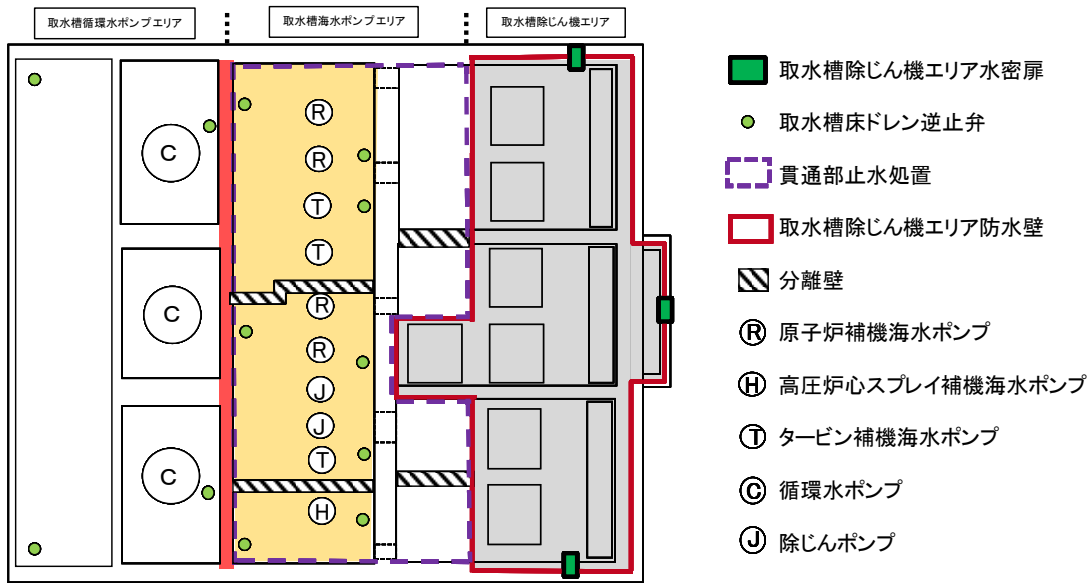 取水槽循環水ポンプエリア
取水槽海水ポンプエリア
取水槽除じん機エリア
C
C
C
R
R
T
T
R
R
J
J
T
H
取水槽除じん機エリア水密扉
取水槽床ドレン逆止弁
貫通部止水処置
取水槽除じん機エリア防水壁
分離壁
R 原子炉補機海水ポンプ
H 高圧炉心スプレイ補機海水ポンプ
T タービン補機海水ポンプ
C 循環水ポンプ
J 除じんポンプ